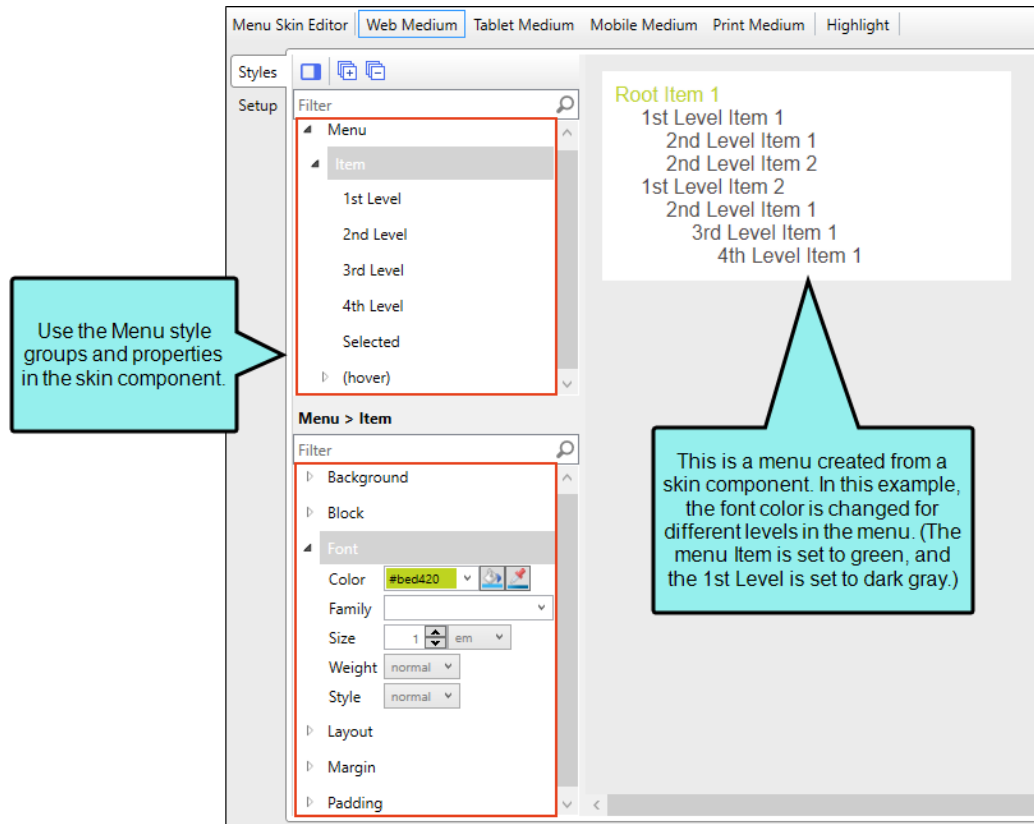 Menu Skin Editor Web Medium Tablet Medium Mobile Medium Print Medium Highlight
Styles
Setup
Filter
Menu
Item
1st Level
2nd Level
3rd Level
4th Level
Selected
(hover)
Menu > Item
Filter
Background
Block
Font
Color #bed420
Family
Size 1 em
Weight normal
Style normal
Layout
Margin
Padding
Root Item 1
1st Level Item 1
2nd Level Item 1
2nd Level Item 2
1st Level Item 2
2nd Level Item 1
3rd Level Item 1
4th Level Item 1
Use the Menu style
groups and properties
in the skin component.
This is a menu created from a
skin component. In this example,
the font color is changed for
different levels in the menu. (The
menu Item is set to green, and
the 1st Level is set to dark gray.)